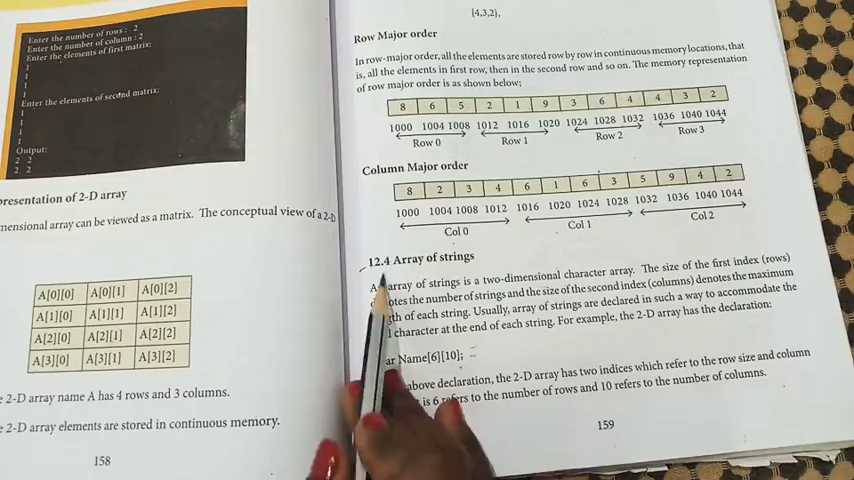 Enter the number of rows : 2
Enter the number of column : 2
Enter the elements of first matrix:
1
1
1
1
Enter the elements of second matrix:
1
1
1
1
Output:
2 2
2 2
presentation of 2-D array
mensional array can be viewed as a matrix. The conceptual view of a 2-D
A[0][0] A[0][1] A[0][2]
A[1][0] A[1][1] A[1][2]
A[2][0] A[2][1] A[2][2]
A[3][0] A[3][1] A[3][2]
e 2-D array name A has 4 rows and 3 columns.
e 2-D array elements are stored in continuous memory.
158
{4,3,2},
Row Major order
In row-major order, all the elements are stored row by row in continuous memory locations, that
is, all the elements in first row, then in the second row and so on. The memory representation
of row major order is as shown below;
8 6 5 2 1 9 3 6 4 4 3 2
1000 1004 1008 1012 1016 1020 1024 1028 1032 1036 1040 1044
Row 0 Row 1 Row 2 Row 3
Column Major order
8 2 3 4 6 1 6 3 5 9 4 2
1000 1004 1008 1012 1016 1020 1024 1028 1032 1036 1040 1044
Col 0 Col 1 Col 2
12.4 Array of strings
array of strings is a two-dimensional character array. The size of the first index (rows)
otes the number of strings and the size of the second index (columns) denotes the maximum
gth of each string. Usually, array of strings are declared in such a way to accommodate the
l character at the end of each string. For example, the 2-D array has the declaration:
ar Name[6][10];
above declaration, the 2-D array has two indices which refer to the row size and column
is 6 refers to the number of rows and 10 refers to the number of columns.
159